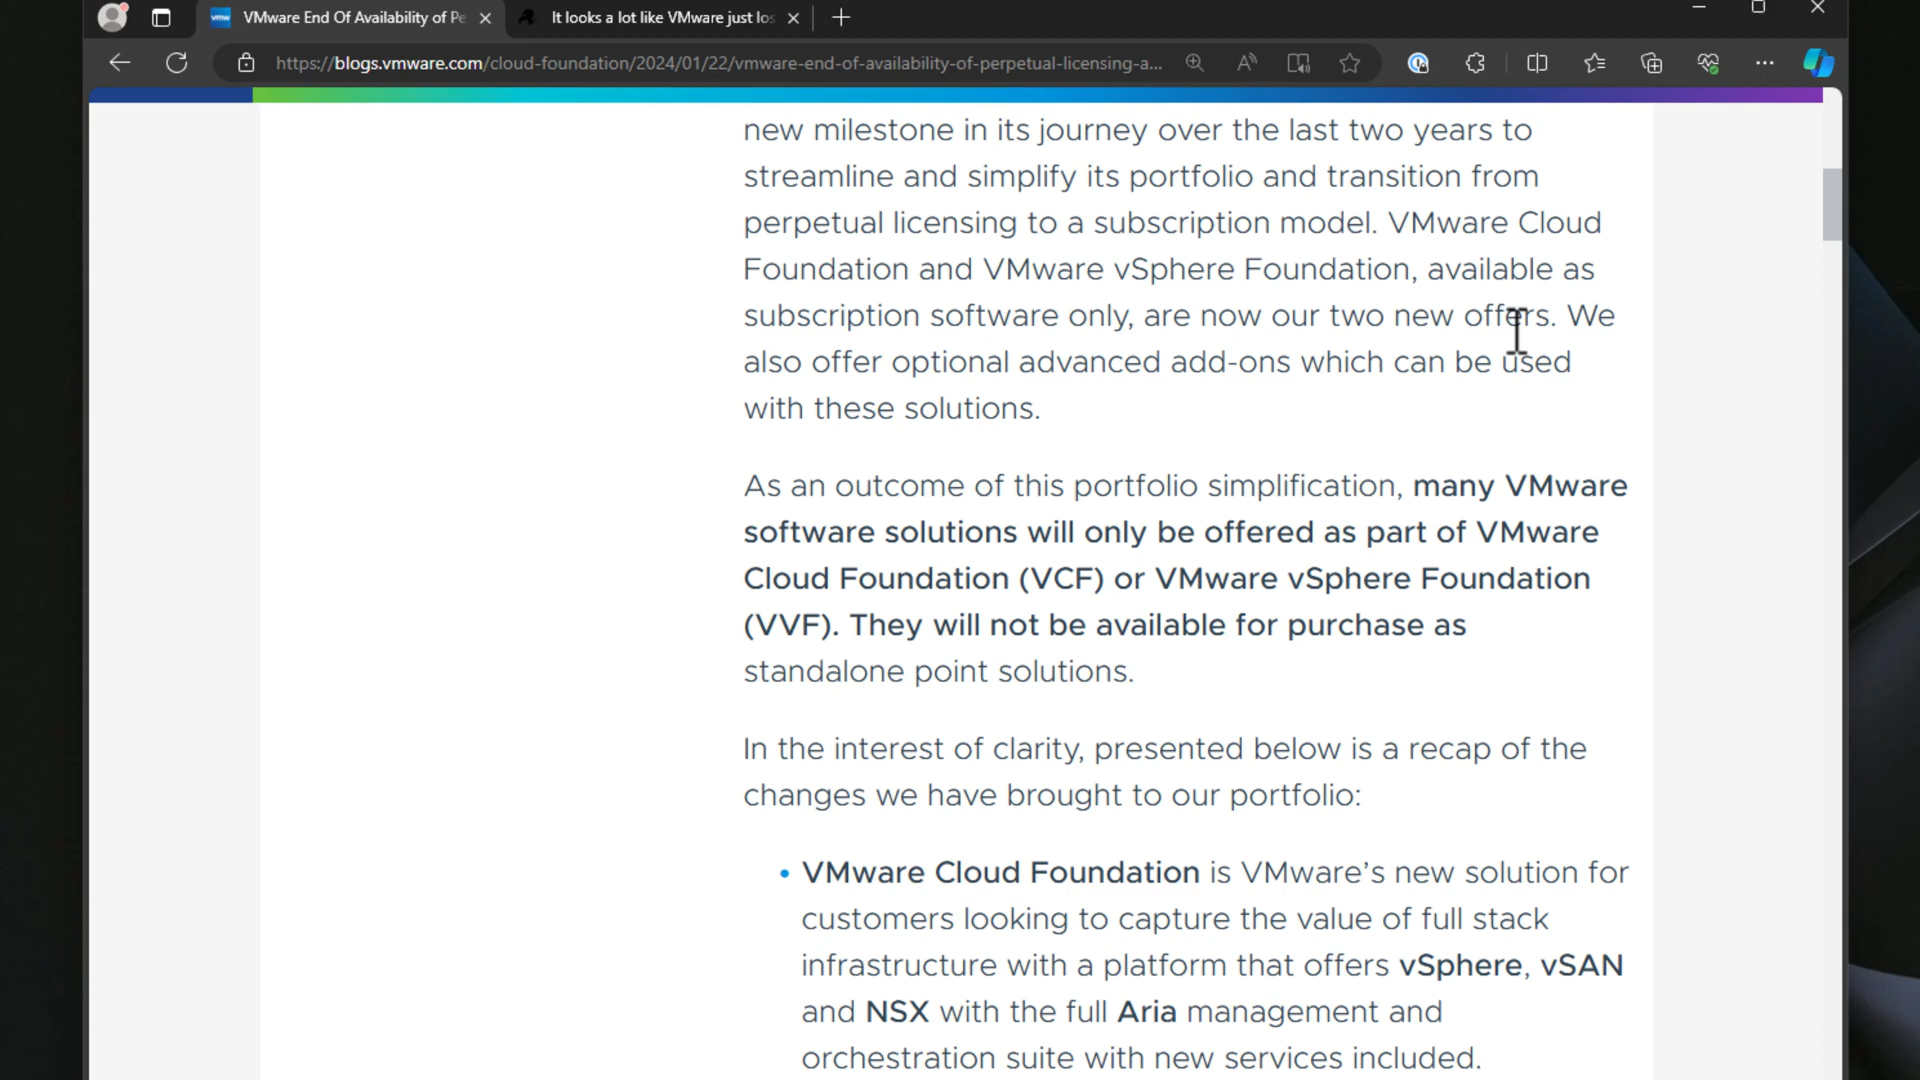 VMware End Of Availability of Pe
It looks a lot like VMware just los
https://blogs.vmware.com/cloud-foundation/2024/01/22/vmware-end-of-availability-of-perpetual-licensing-a...
new milestone in its journey over the last two years to
streamline and simplify its portfolio and transition from
perpetual licensing to a subscription model. VMware Cloud
Foundation and VMware vSphere Foundation, available as
subscription software only, are now our two new offers. We
also offer optional advanced add-ons which can be used
with these solutions.
As an outcome of this portfolio simplification, many VMware
software solutions will only be offered as part of VMware
Cloud Foundation (VCF) or VMware vSphere Foundation
(VVF). They will not be available for purchase as
standalone point solutions.
In the interest of clarity, presented below is a recap of the
changes we have brought to our portfolio:
• VMware Cloud Foundation is VMware’s new solution for
customers looking to capture the value of full stack
infrastructure with a platform that offers vSphere, vSAN
and NSX with the full Aria management and
orchestration suite with new services included.